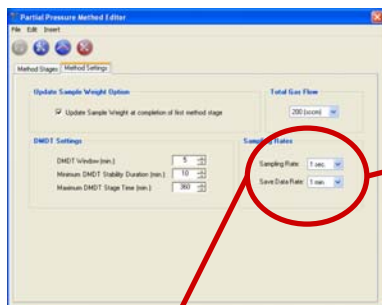 Partial Pressure Method Editor
File Edit Insert
Method Stages Method Settings
Update Sample Weight Option
Update Sample Weight at completion of first method stage
Total Gas Flow
200 (sccm)
DMDT Settings
DMDT Window (min.) 5
Minimum DMDT Stability Duration (min.) 10
Maximum DMDT Stage Time (min.) 360
Sampling Rates
Sampling Rate: 1 sec.
Save Data Rate: 1 min